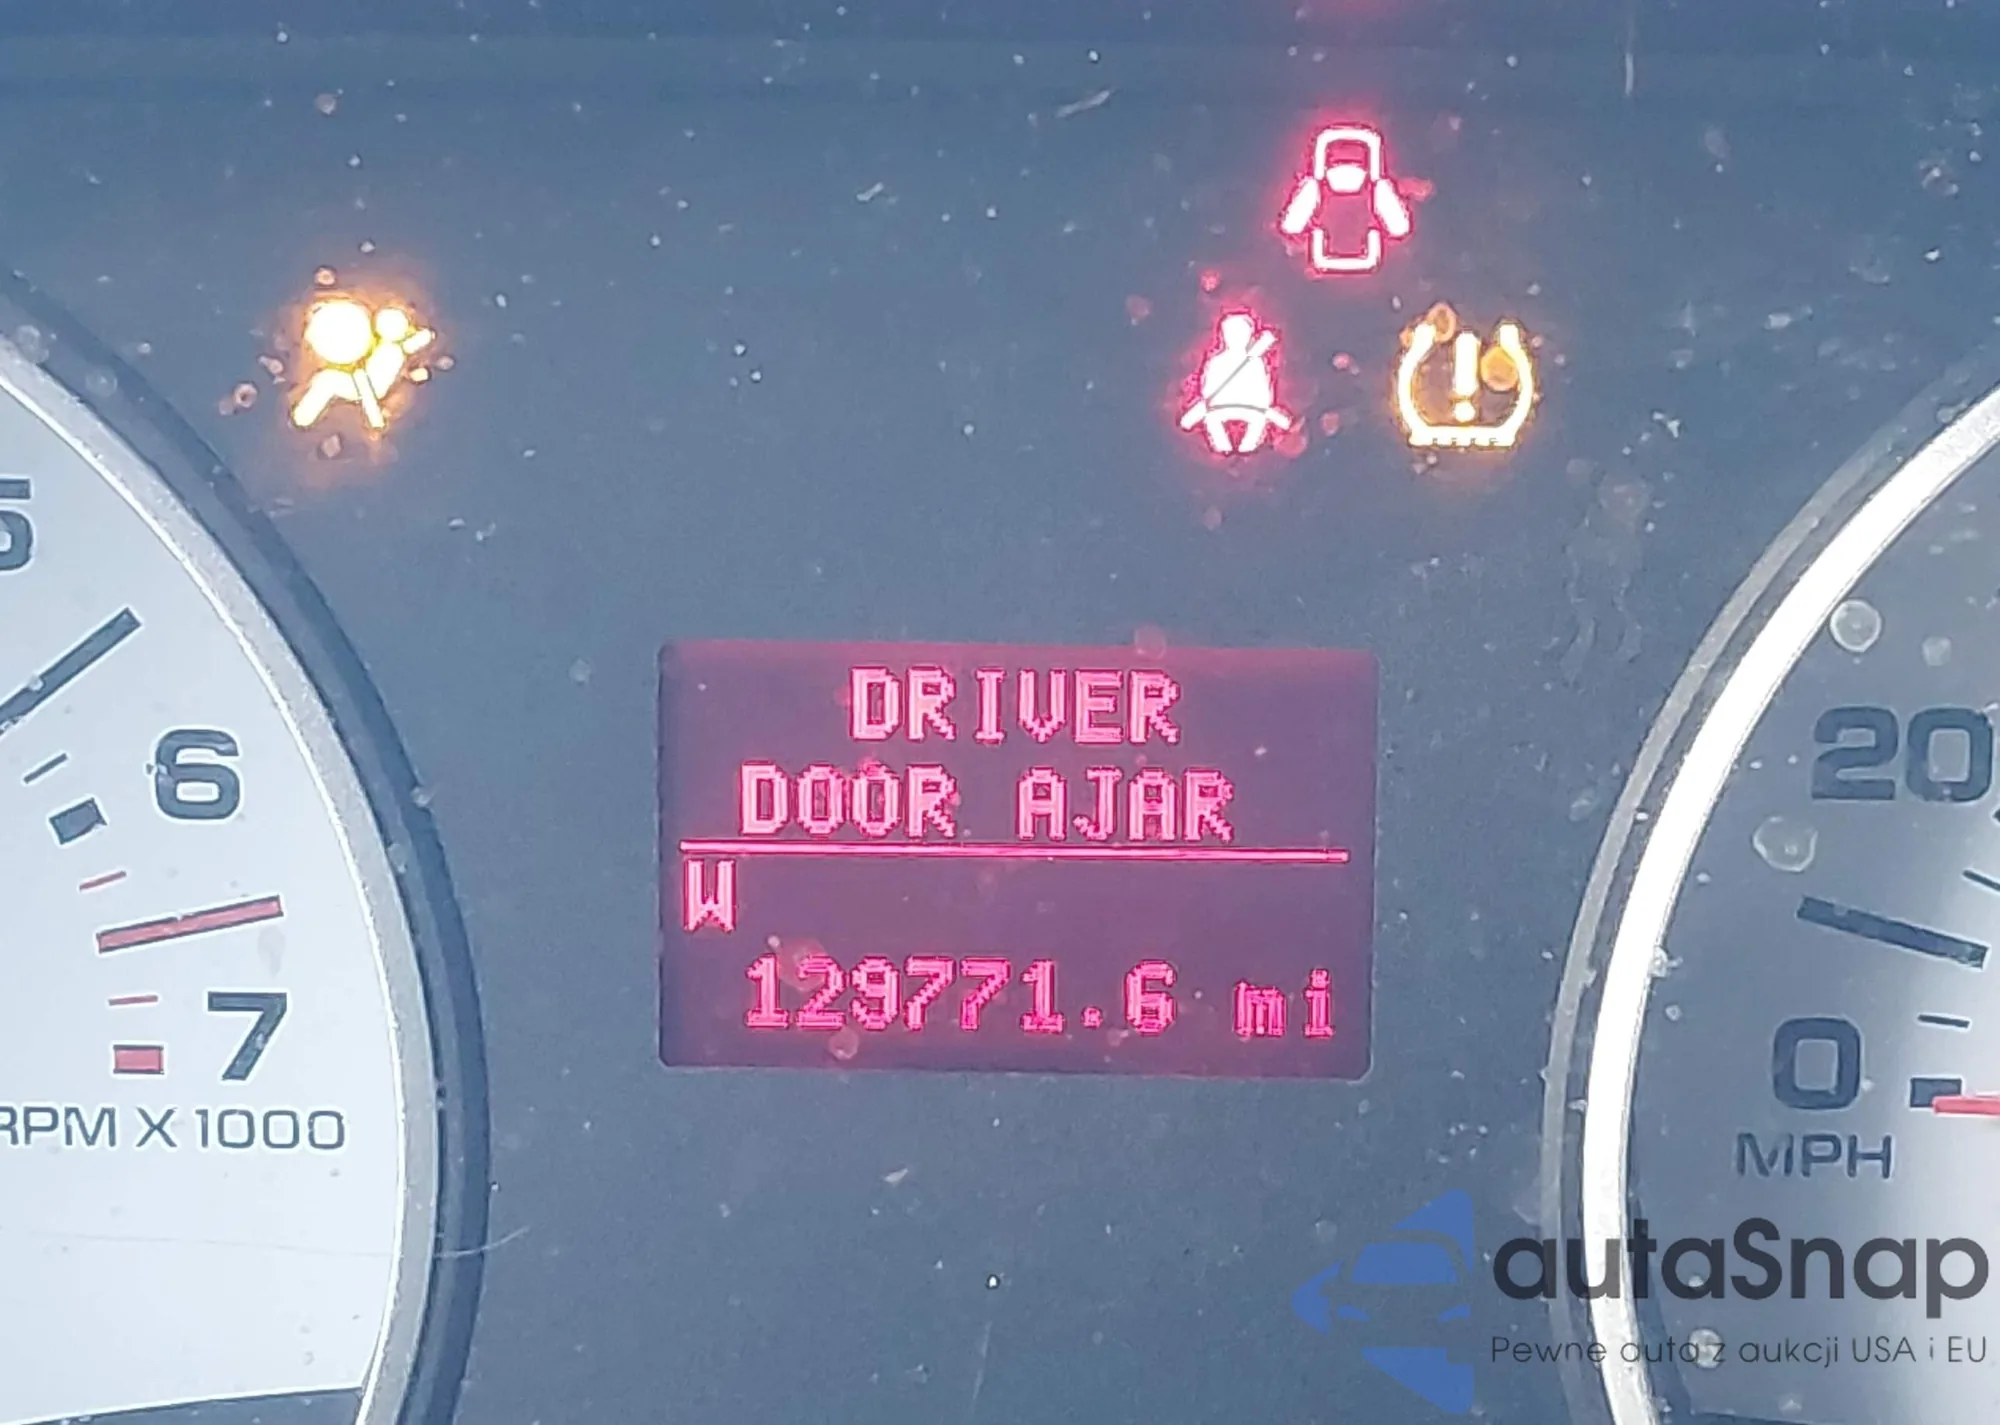 DRIVER
DOOR AJAR
W
129771.6 mi
5
6
7
RPM X 1000
20
0
MPH
autaSnap
Pewne auta z aukcji USA i EU